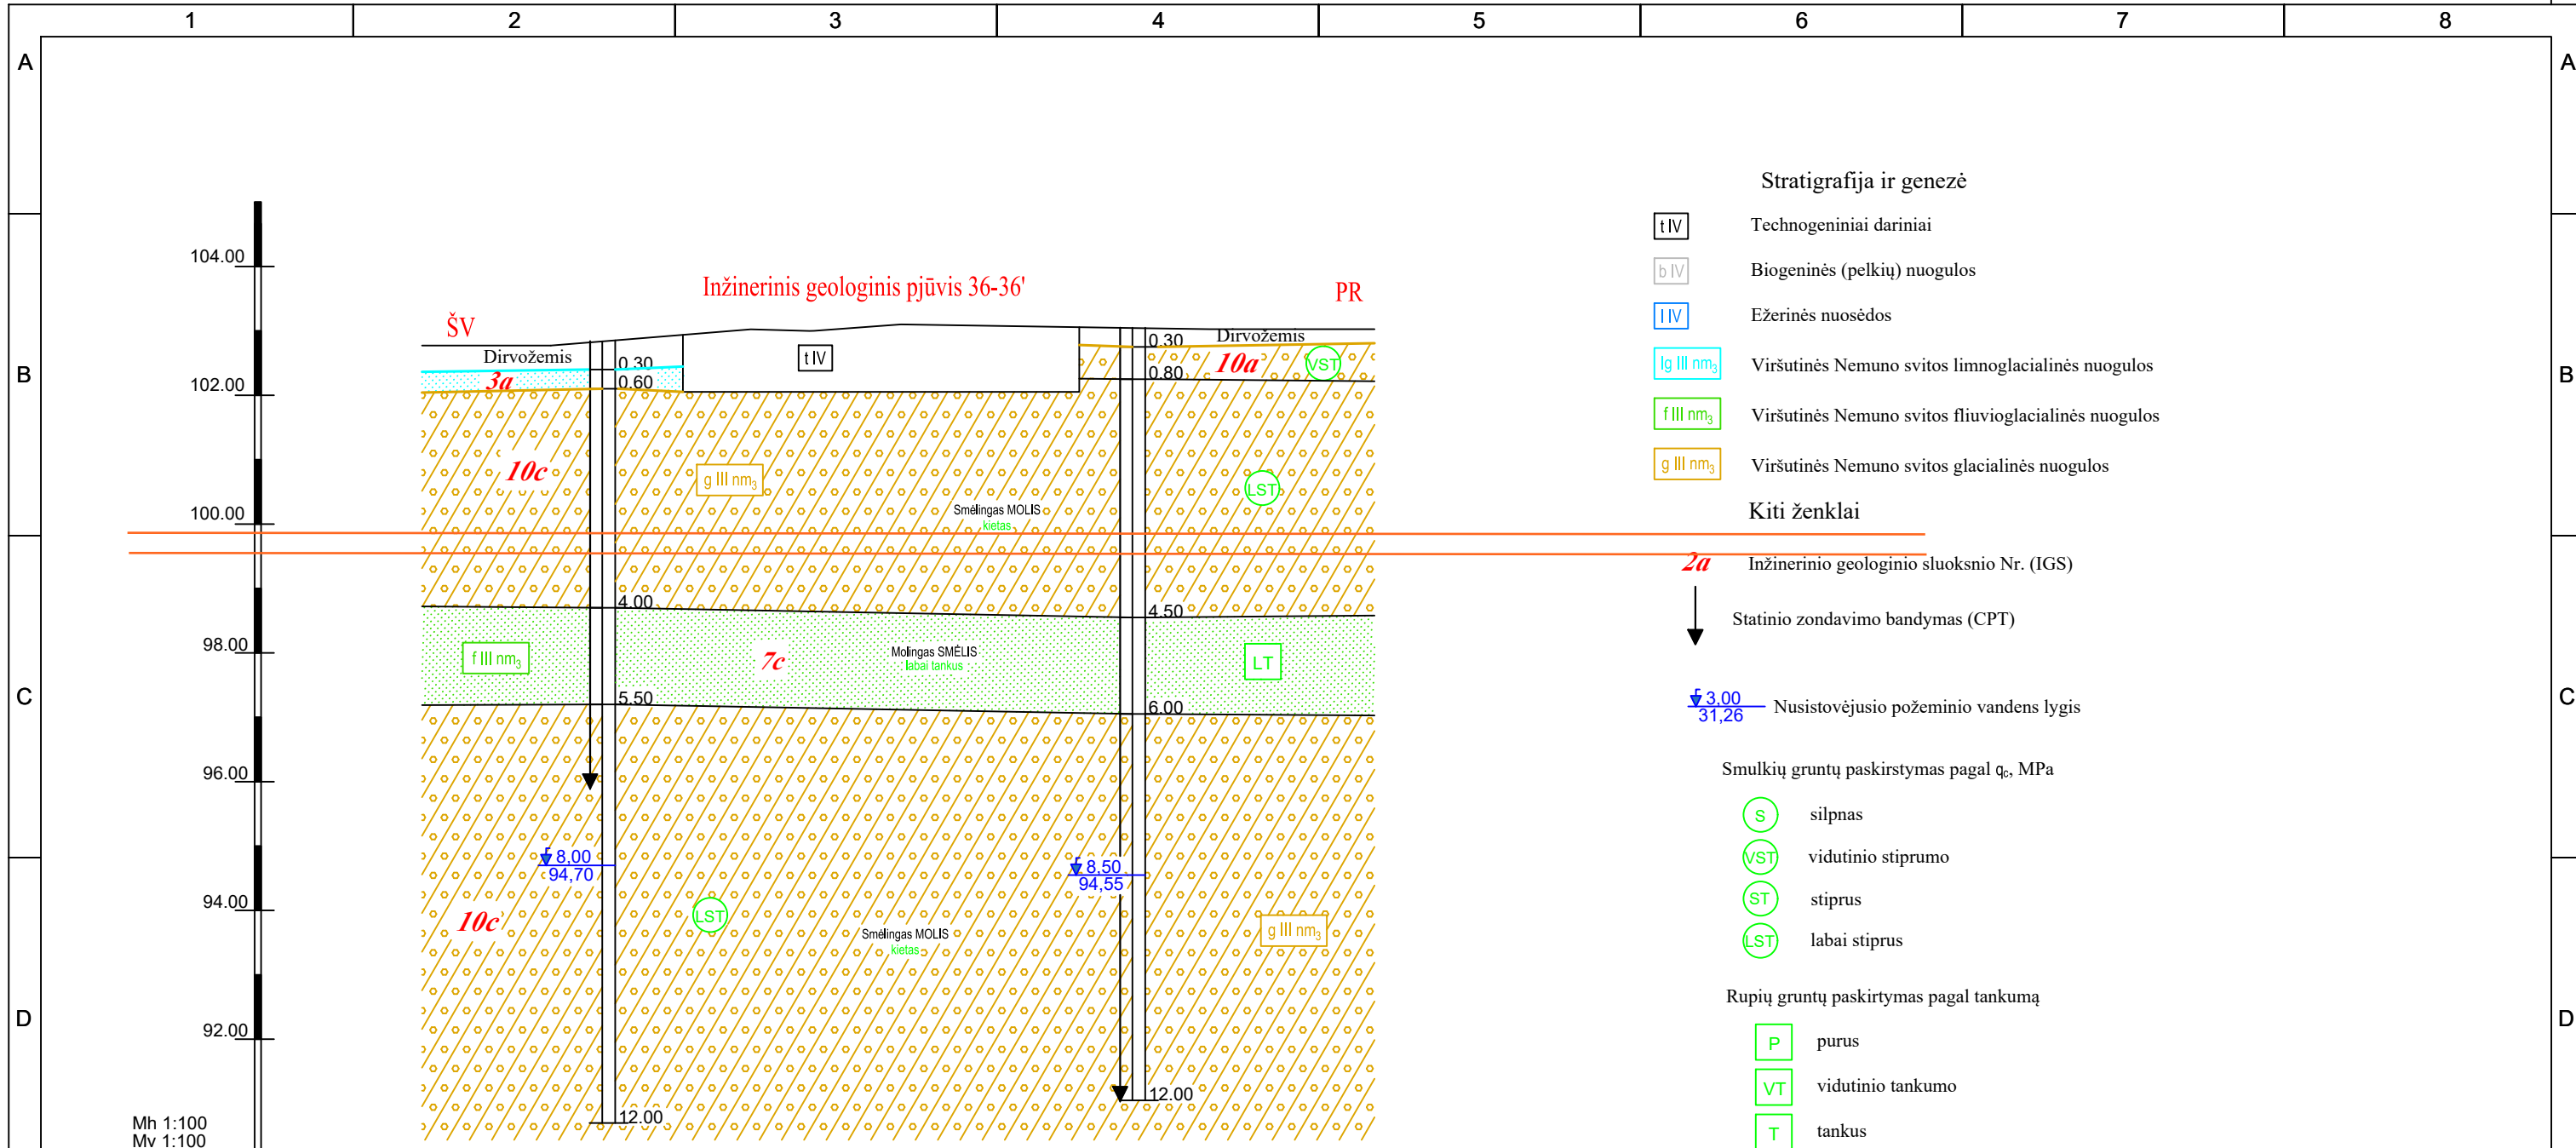 1 2 3 4 5 6 7 8
A A
B B
C C
D D
104.00
102.00
100.00
98.00
96.00
94.00
92.00
Mh 1:100
Mv 1:100
Inžinerinis geologinis pjūvis 36-36'
ŠV
PR
Dirvožemis
Dirvožemis
t IV
0.30
0.60
0.30
0.80
3a
10a
VST
10c
g III nm3
LST
Smėlingas MOLIS
kietas
4.00
4.50
f III nm3
7c
Molingas SMĖLIS
labai tankus
LT
5.50
6.00
8,00
94,70
8.50
94,55
10c
LST
Smėlingas MOLIS
kietas
g III nm3
12.00
12.00
Stratigrafija ir genezė
t IV Technogeniniai dariniai
b IV Biogeninės (pelkių) nuogulos
l IV Ežerinės nuosėdos
lg III nm3 Viršutinės Nemuno svitos limnoglacialinės nuogulos
f III nm3 Viršutinės Nemuno svitos fliuvioglacialinės nuogulos
g III nm3 Viršutinės Nemuno svitos glacialinės nuogulos
Kiti ženklai
2a Inžinerinio geologinio sluoksnio Nr. (IGS)
Statinio zondavimo bandymas (CPT)
3,00
31,26
Nusistovėjusio požeminio vandens lygis
Smulkių gruntų paskirstymas pagal qc, MPa
S silpnas
VST vidutinio stiprumo
ST stiprus
LST labai stiprus
Rupių gruntų paskirtymas pagal tankumą
P purus
VT vidutinio tankumo
T tankus